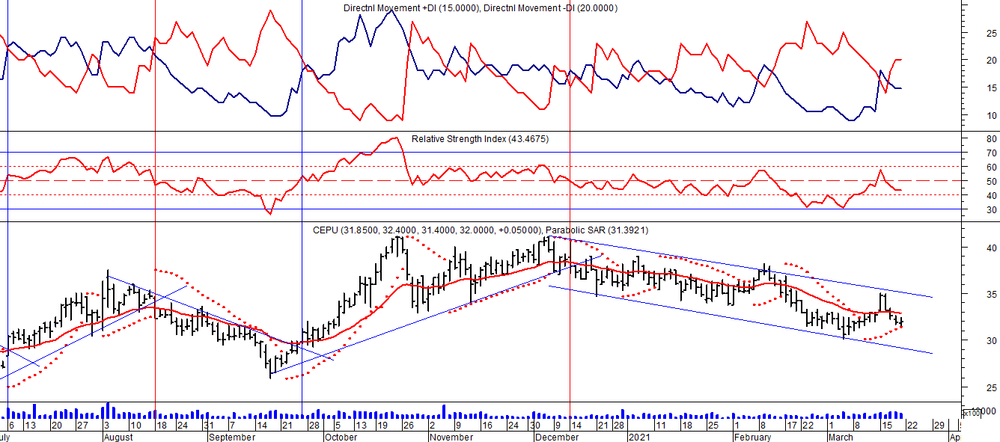 Directnl Movement +DI (15.0000), Directnl Movement -DI (20.0000)
25
20
15
10
Relative Strength Index (43.4675)
80
70
60
50
40
30
CEPU (31.8500, 32.4000, 31.4000, 32.0000, +0.05000), Parabolic SAR (31.3921)
40
35
30
25
x100
6 13 20 27 3 10 18 24 31 7 14 21 28 5 13 19 26 2 9 16 24 30 9 14 21 28 11 18 25 1 8 17 22 1 8 15 22 29
uly August September October November December 2021 February March Ap